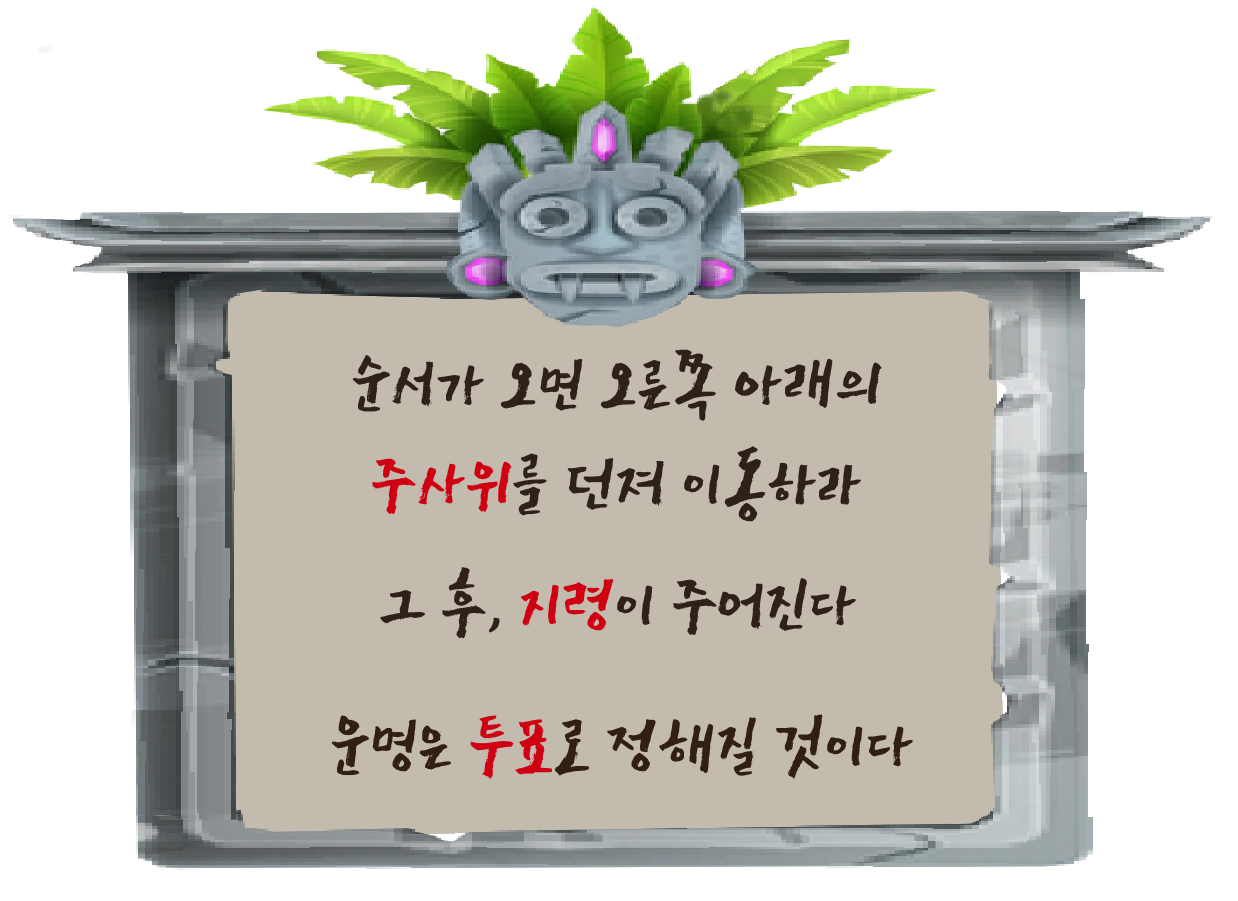 순서가 오면 오른쪽 아래의
주사위를 던져 이동하라
그 후, 지령이 주어진다
운명은 투표로 정해질 것이다